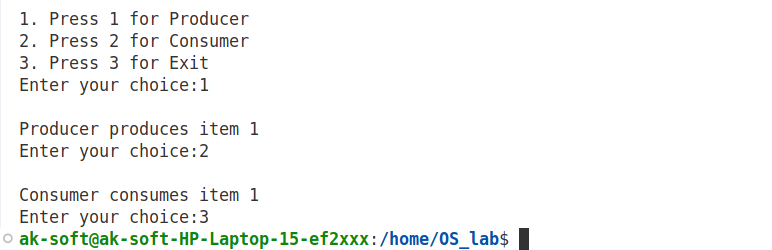 1. Press 1 for Producer
2. Press 2 for Consumer
3. Press 3 for Exit
Enter your choice:1
Producer produces item 1
Enter your choice:2
Consumer consumes item 1
Enter your choice:3
ak-soft@ak-soft-HP-Laptop-15-ef2xxx:/home/OS_lab$